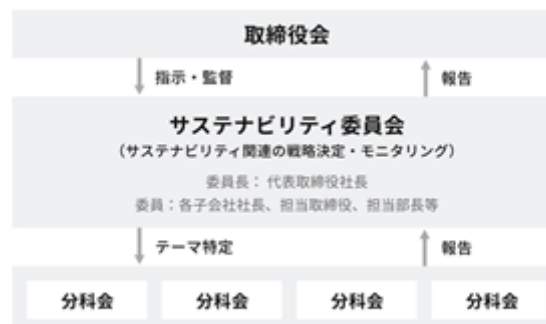 取締役会
指示・監督
報告
サステナビリティ委員会
（サステナビリティ関連の戦略決定・モニタリング）
委員長： 代表取締役社長
委員：各子会社社長、担当取締役、担当部長等
テーマ特定
報告
分科会
分科会
分科会
分科会